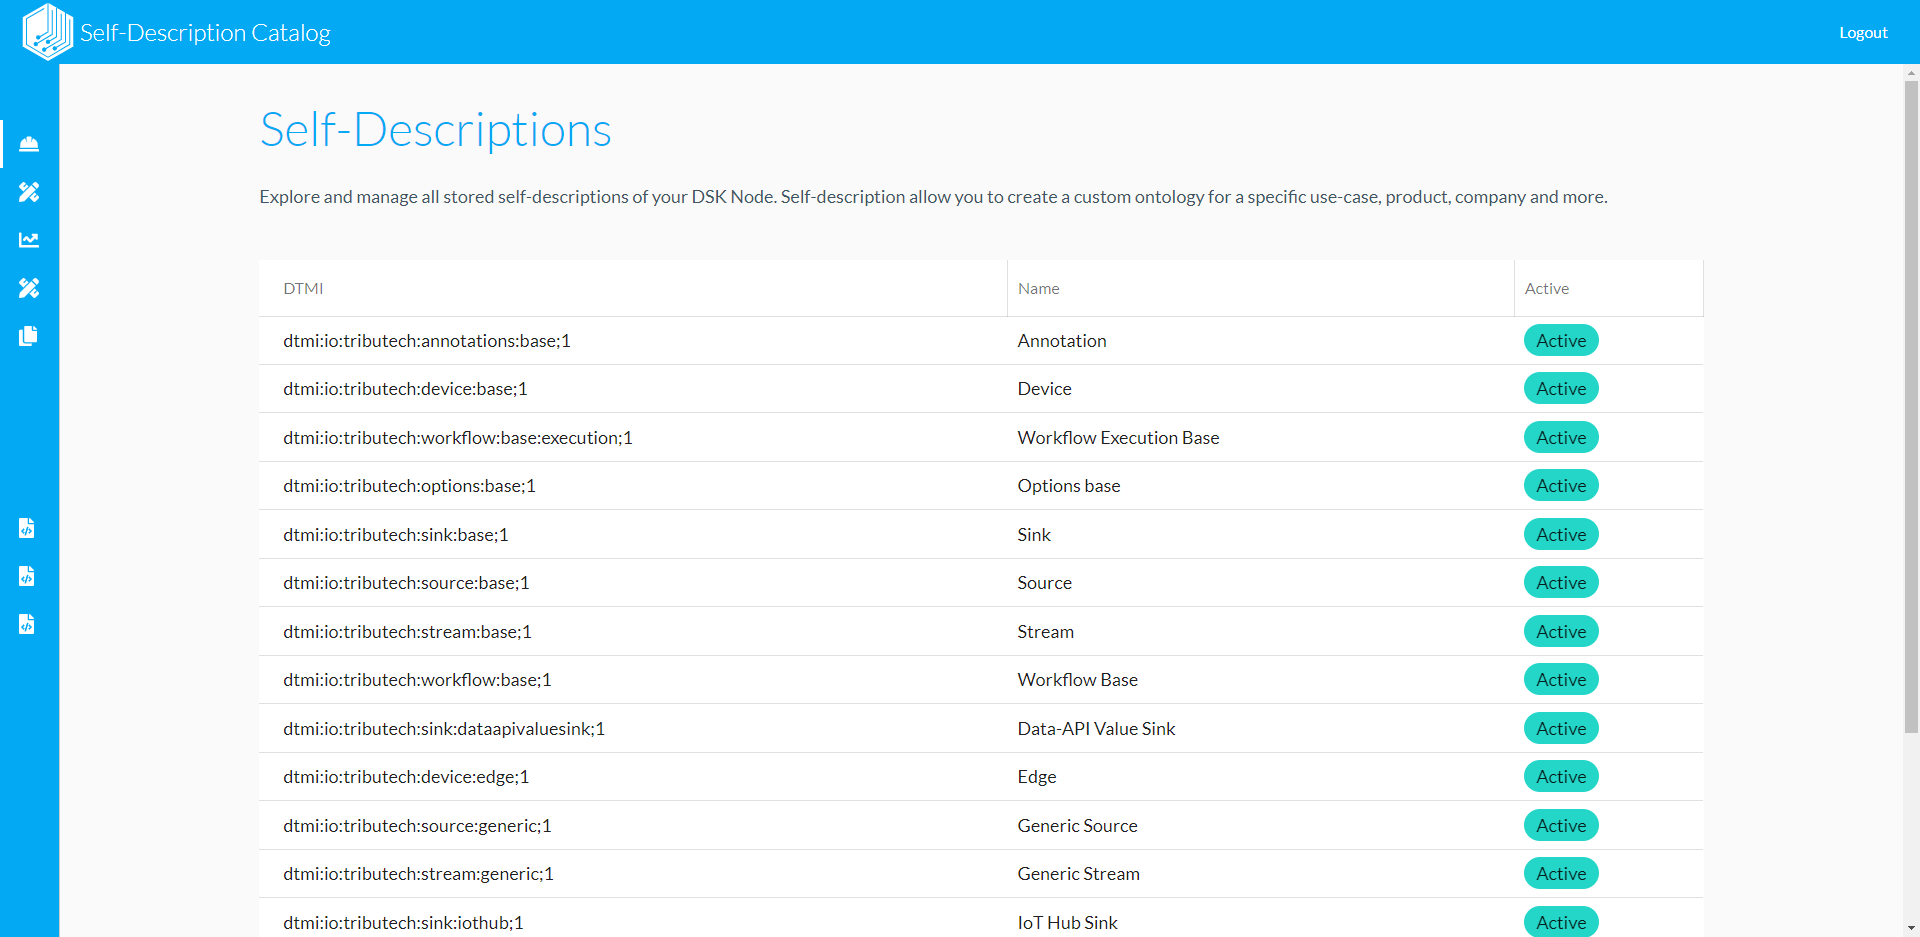 Self-Description Catalog
Logout
Self-Descriptions
Explore and manage all stored self-descriptions of your DSK Node. Self-description allow you to create a custom ontology for a specific use-case, product, company and more.
DTMI Name Active
dtmi:io:tributech:annotations:base;1 Annotation Active
dtmi:io:tributech:device:base;1 Device Active
dtmi:io:tributech:workflow:base:execution;1 Workflow Execution Base Active
dtmi:io:tributech:options:base;1 Options base Active
dtmi:io:tributech:sink:base;1 Sink Active
dtmi:io:tributech:source:base;1 Source Active
dtmi:io:tributech:stream:base;1 Stream Active
dtmi:io:tributech:workflow:base;1 Workflow Base Active
dtmi:io:tributech:sink:dataapivaluesink;1 Data-API Value Sink Active
dtmi:io:tributech:device:edge;1 Edge Active
dtmi:io:tributech:source:generic;1 Generic Source Active
dtmi:io:tributech:stream:generic;1 Generic Stream Active
dtmi:io:tributech:sink:iothub;1 IoT Hub Sink Active